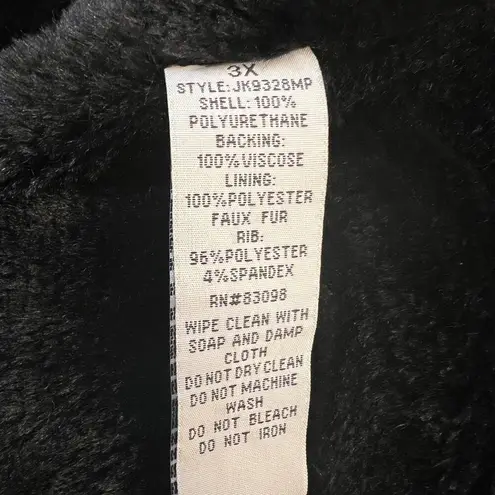 3X
STYLE:JK9328MP
SHELL:100%
POLYURETHANE
BACKING:
100%VISCOSE
LINING:
100%POLYESTER
FAUX FUR
RIB:
96%POLYESTER
4%SPANDEX
RN#83098
WIPE CLEAN WITH
SOAP AND DAMP
CLOTH
DO NOT DRY CLEAN
DO NOT MACHINE
WASH
DO NOT BLEACH
DO NOT IRON